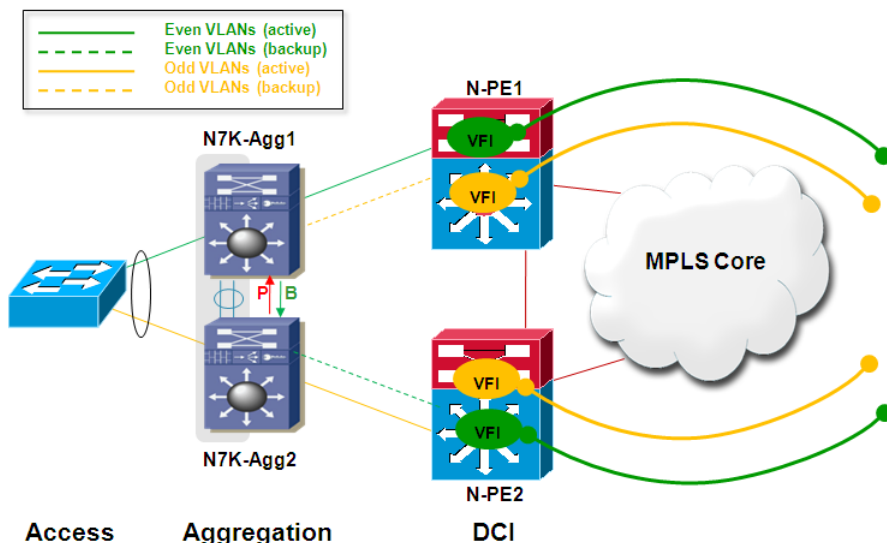 Even VLANs (active)
Even VLANs (backup)
Odd VLANs (active)
Odd VLANs (backup)
N-PE1
N7K-Agg1
VFI
VFI
MPLS Core
P B
VFI
VFI
N7K-Agg2
N-PE2
Access Aggregation DCI